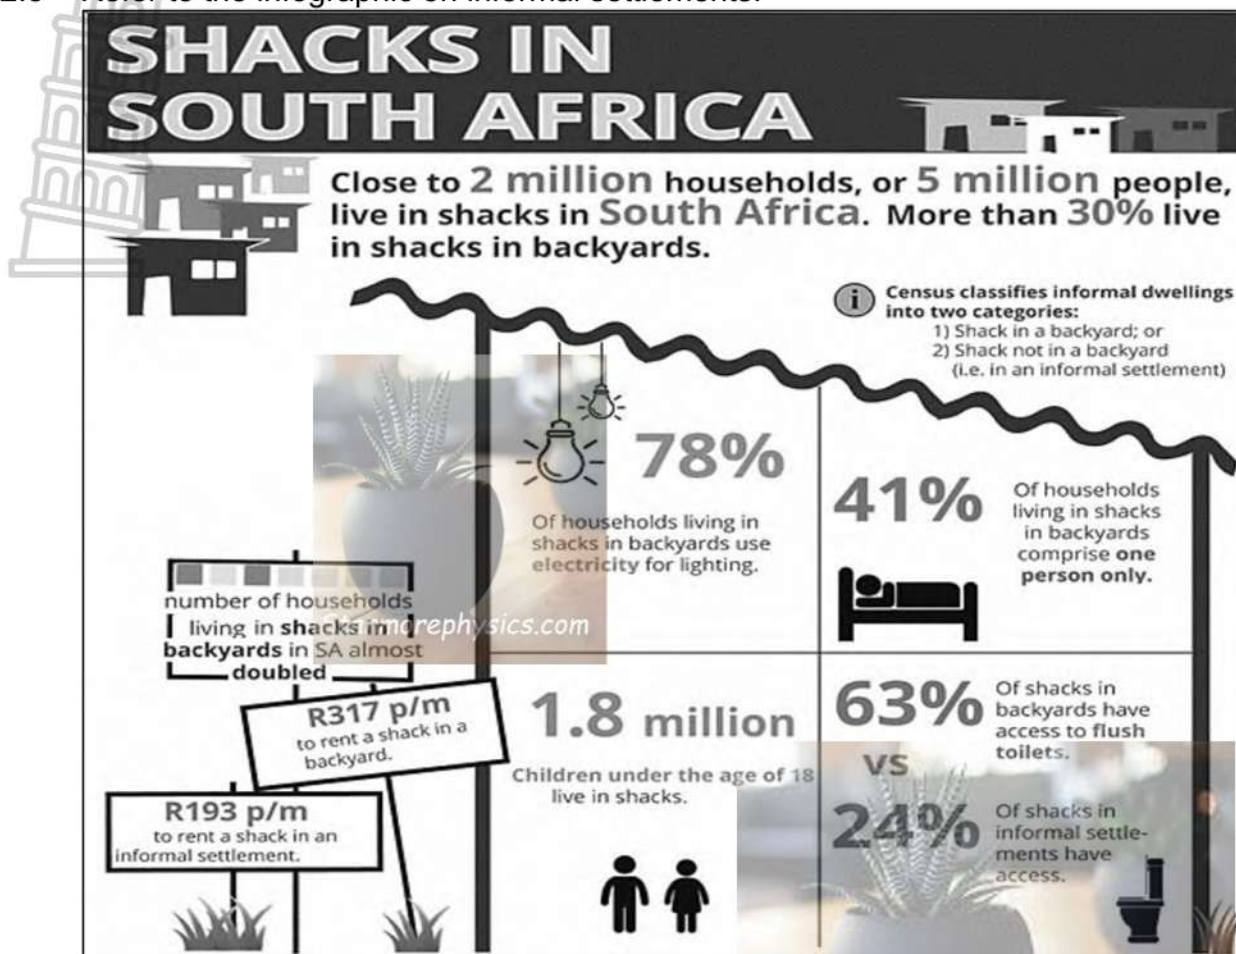 SHACKS IN
SOUTH AFRICA
Close to 2 million households, or 5 million people,
live in shacks in South Africa. More than 30% live
in shacks in backyards.
i
Census classifies informal dwellings
into two categories:
1) Shack in a backyard; or
2) Shack not in a backyard
(i.e. in an informal settlement)
78%
Of households living in
shacks in backyards use
electricity for lighting.
41%
Of households
living in shacks
in backyards
comprise one
person only.
number of households
living in shacks in
backyards in SA almost
doubled
R317 p/m
to rent a shack in a
backyard.
R193 p/m
to rent a shack in an
informal settlement.
1.8 million
Children under the age of 18
live in shacks.
63%
Of shacks in
backyards have
access to flush
toilets.
VS
24%
Of shacks in
informal settle-
ments have
access.